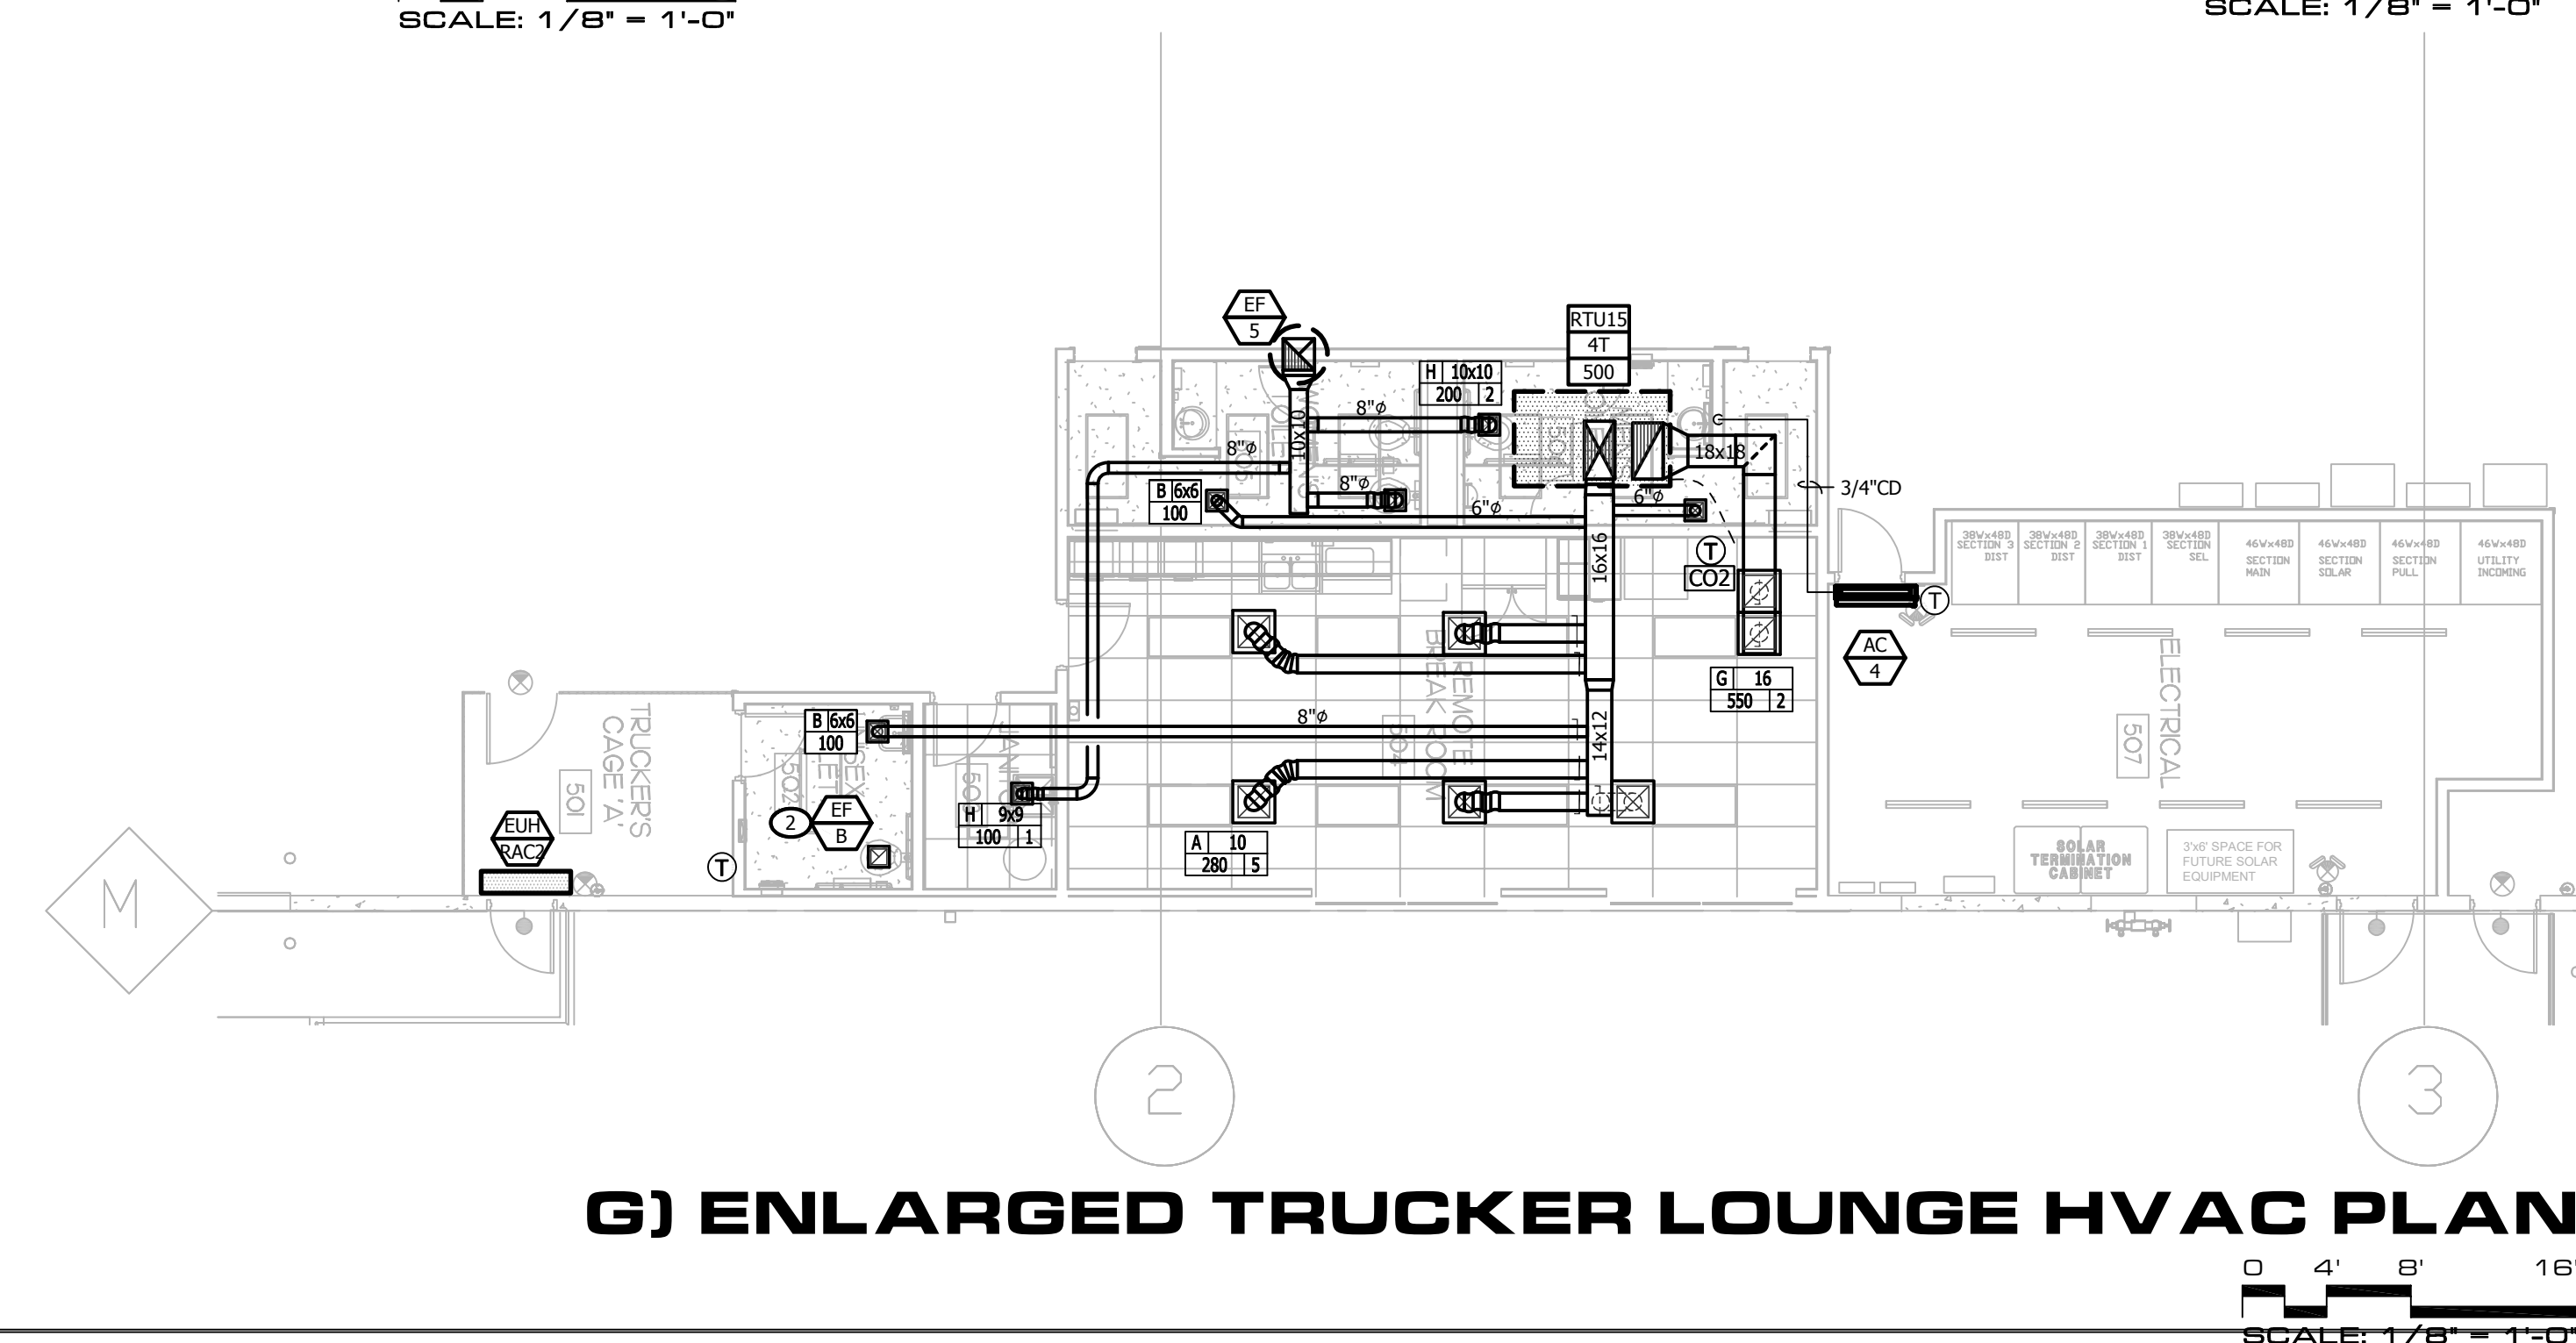 SCALE: 1/8" = 1'-0"
SCALE: 1/8" = 1'-0"
EF
5
RTU15
4T
500
H 10x10
200 2
8"⌀
10x10
8"⌀
8"⌀
B 6x6
100
6"⌀
18x18
6"⌀
3/4"CD
16x16
T
CO2
T
AC
4
38Wx48D
SECTION 3
DIST
38Wx48D
SECTION 2
DIST
38Wx48D
SECTION 1
DIST
38Wx48D
SECTION
SEL
46Wx48D
SECTION
MAIN
46Wx48D
SECTION
SOLAR
46Wx48D
SECTION
PULL
46Wx48D
UTILITY
INCOMING
G 16
550 2
REMOTE
BREAK ROOM
504
ELECTRICAL
507
B 6x6
100
8"⌀
14x12
TRUCKER'S
CAGE 'A'
501
502
2
EF
B
EUH
RAC2
T
H 9x9
100 1
A 10
280 5
SOLAR
TERMINATION
CABINET
3'x6' SPACE FOR
FUTURE SOLAR
EQUIPMENT
M
2
3
G) ENLARGED TRUCKER LOUNGE HVAC PLAN
0 4' 8' 16'
SCALE: 1/8" = 1'-0"